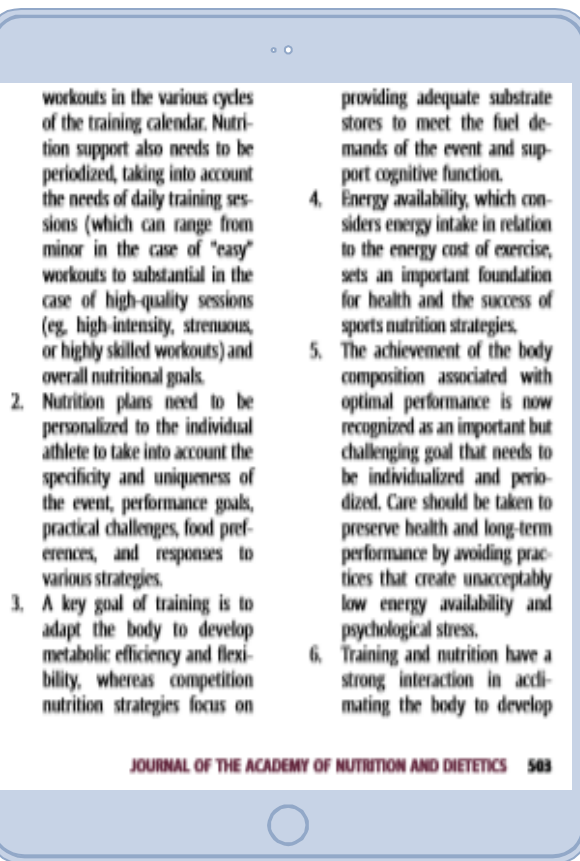 workouts in the various cycles
of the training calendar. Nutri-
tion support also needs to be
periodized, taking into account
the needs of daily training ses-
sions (which can range from
minor in the case of "easy"
workouts to substantial in the
case of high-quality sessions
(eg, high-intensity, strenuous,
or highly skilled workouts) and
overall nutritional goals.
2. Nutrition plans need to be
personalized to the individual
athlete to take into account the
specificity and uniqueness of
the event, performance goals,
practical challenges, food pref-
erences, and responses to
various strategies.
3. A key goal of training is to
adapt the body to develop
metabolic efficiency and flexi-
bility, whereas competition
nutrition strategies focus on
providing adequate substrate
stores to meet the fuel de-
mands of the event and sup-
port cognitive function.
4. Energy availability, which con-
siders energy intake in relation
to the energy cost of exercise,
sets an important foundation
for health and the success of
sports nutrition strategies.
5. The achievement of the body
composition associated with
optimal performance is now
recognized as an important but
challenging goal that needs to
be individualized and perio-
dized. Care should be taken to
preserve health and long-term
performance by avoiding prac-
tices that create unacceptably
low energy availability and
psychological stress.
6. Training and nutrition have a
strong interaction in accli-
mating the body to develop
JOURNAL OF THE ACADEMY OF NUTRITION AND DIETETICS 503